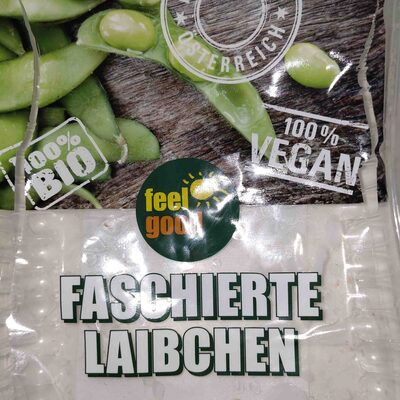 ÖSTERREICH
100%
BIO
100%
VEGAN
feel
good
FASCHIERTE
LAIBCHEN